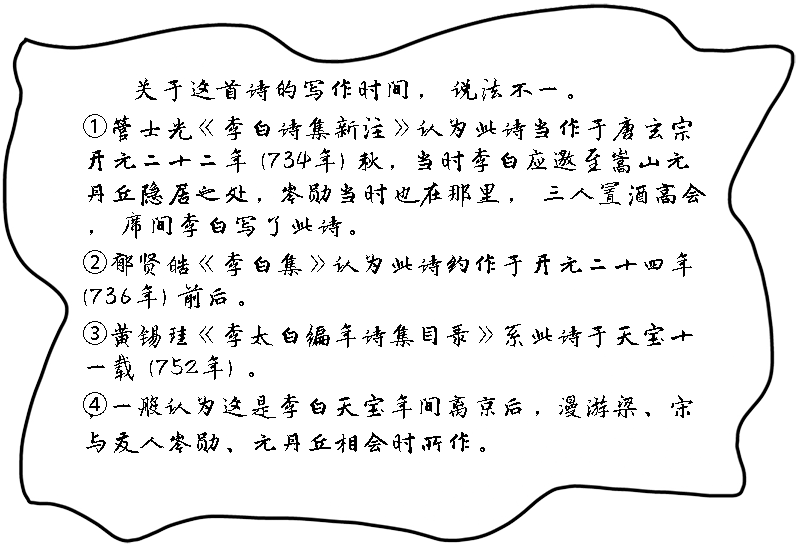 关于这首诗的写作时间，说法不一。
①管士光《李白诗集新注》认为此诗当作于唐玄宗
开元二十二年(734年)秋，当时李白应邀至嵩山元
丹丘隐居之处，岑勋当时也在那里，三人置酒高会
，席间李白写了此诗。
②郁贤皓《李白集》认为此诗约作于开元二十四年
(736年)前后。
③黄锡珪《李太白编年诗集目录》系此诗于天宝十
一载(752年)。
④一般认为这是李白天宝年间离京后，漫游梁、宋
与友人岑勋、元丹丘相会时所作。